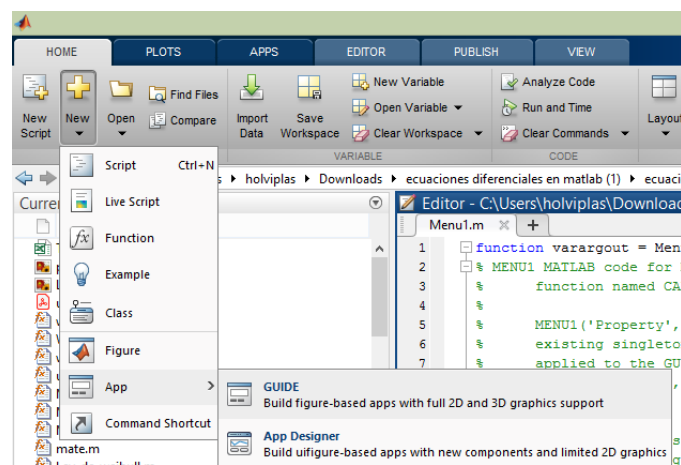 HOME PLOTS APPS EDITOR PUBLISH VIEW
New Script
New
Open
Find Files
Compare
Import Data
Save Workspace
New Variable
Open Variable
Clear Workspace
Analyze Code
Run and Time
Clear Commands
Layout
VARIABLE CODE
holviplas Downloads ecuaciones diferenciales en matlab (1) ecuaci
Curre
Editor - C:\Users\holviplas\Downloac
Menu1.m
Script Ctrl+N
Live Script
Function
Example
Class
Figure
App
Command Shortcut
GUIDE
Build figure-based apps with full 2D and 3D graphics support
App Designer
Build uifigure-based apps with new components and limited 2D graphics
1 function varargout = Men
2 % MENU1 MATLAB code for
3 % function named CA
4 %
5 % MENU1('Property',
6 % existing singleto
7 % applied to the GU
mate.m